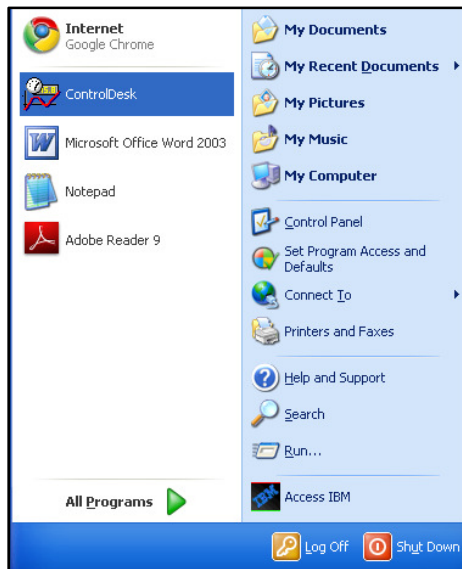 Internet
Google Chrome
ControlDesk
Microsoft Office Word 2003
Notepad
Adobe Reader 9
All Programs
My Documents
My Recent Documents
My Pictures
My Music
My Computer
Control Panel
Set Program Access and
Defaults
Connect To
Printers and Faxes
Help and Support
Search
Run...
Access IBM
Log Off
Shut Down